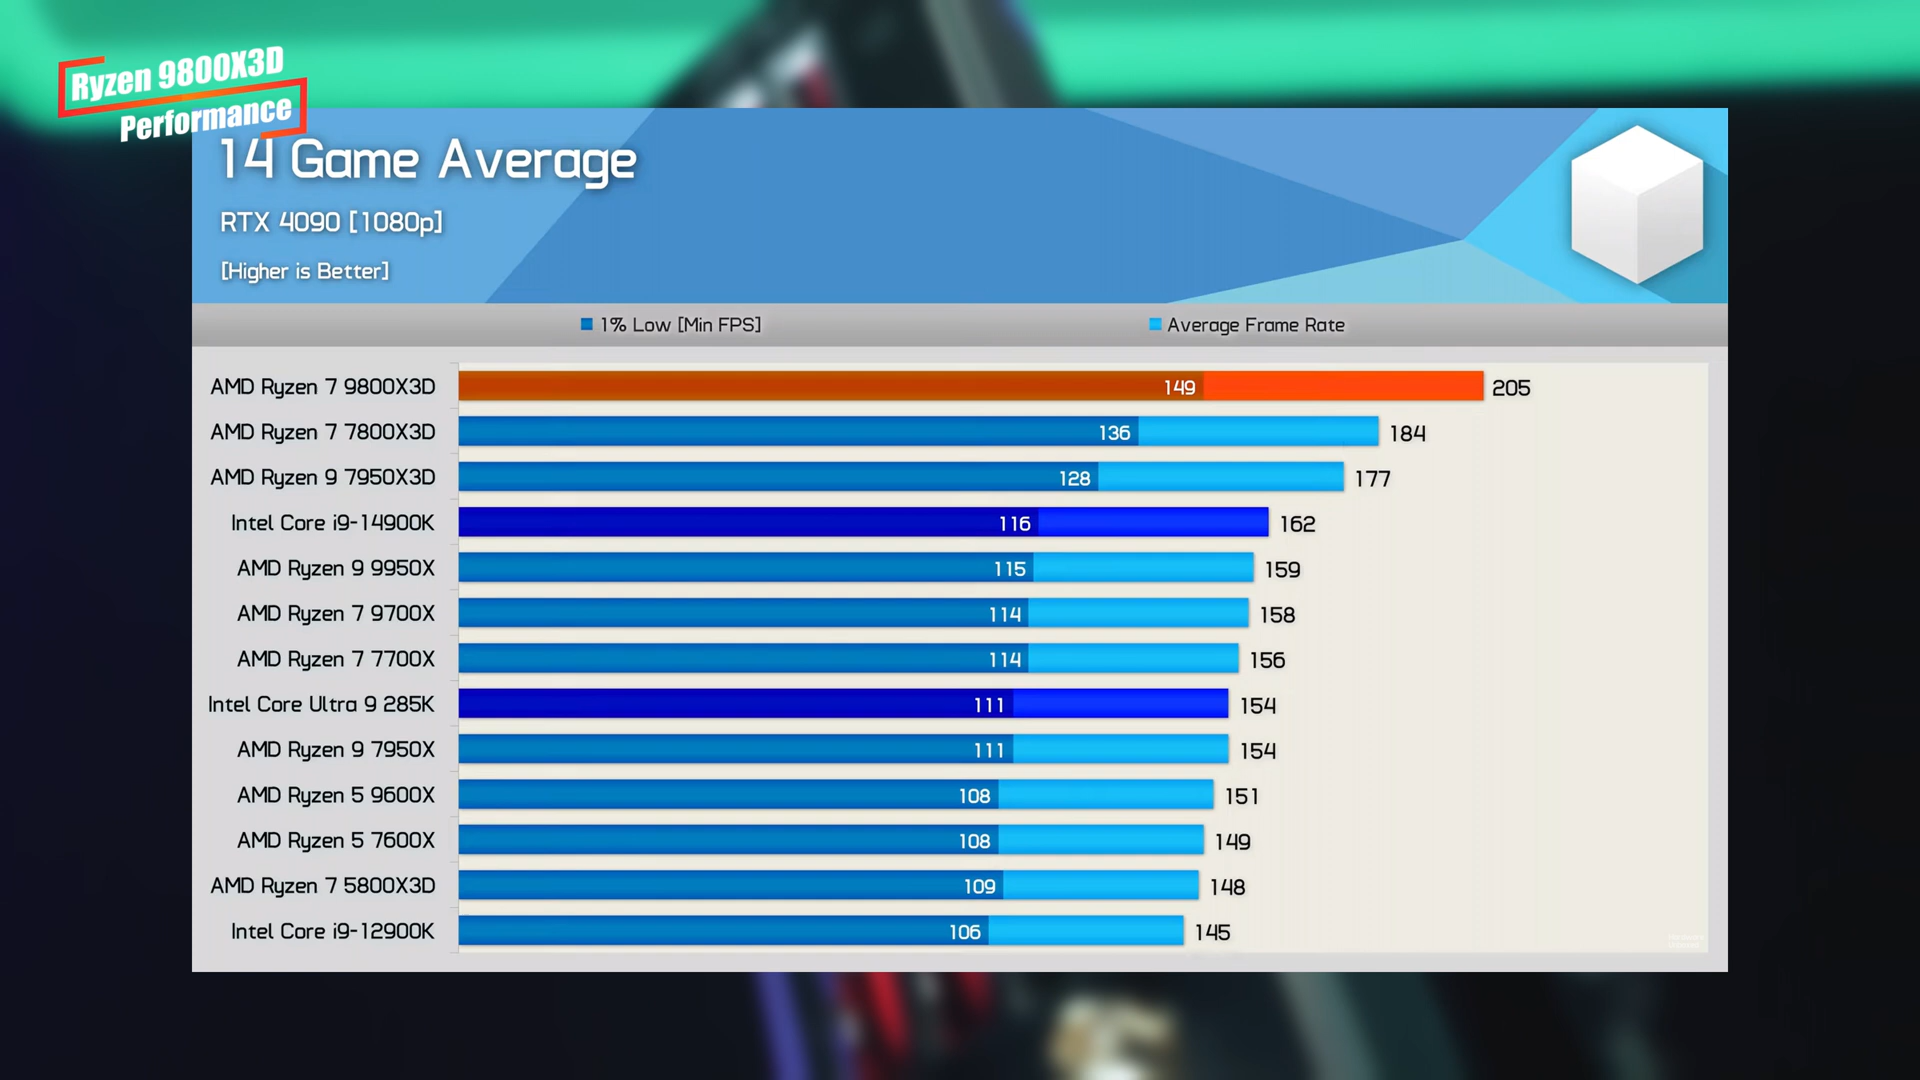 Ryzen 9800X3D
Performance
14 Game Average
RTX 4090 [1080p]
[Higher is Better]
1% Low [Min FPS] Average Frame Rate
AMD Ryzen 7 9800X3D 149 205
AMD Ryzen 7 7800X3D 136 184
AMD Ryzen 9 7950X3D 128 177
Intel Core i9-14900K 116 162
AMD Ryzen 9 9950X 115 159
AMD Ryzen 7 9700X 114 158
AMD Ryzen 7 7700X 114 156
Intel Core Ultra 9 285K 111 154
AMD Ryzen 9 7950X 111 154
AMD Ryzen 5 9600X 108 151
AMD Ryzen 5 7600X 108 149
AMD Ryzen 7 5800X3D 109 148
Intel Core i9-12900K 106 145